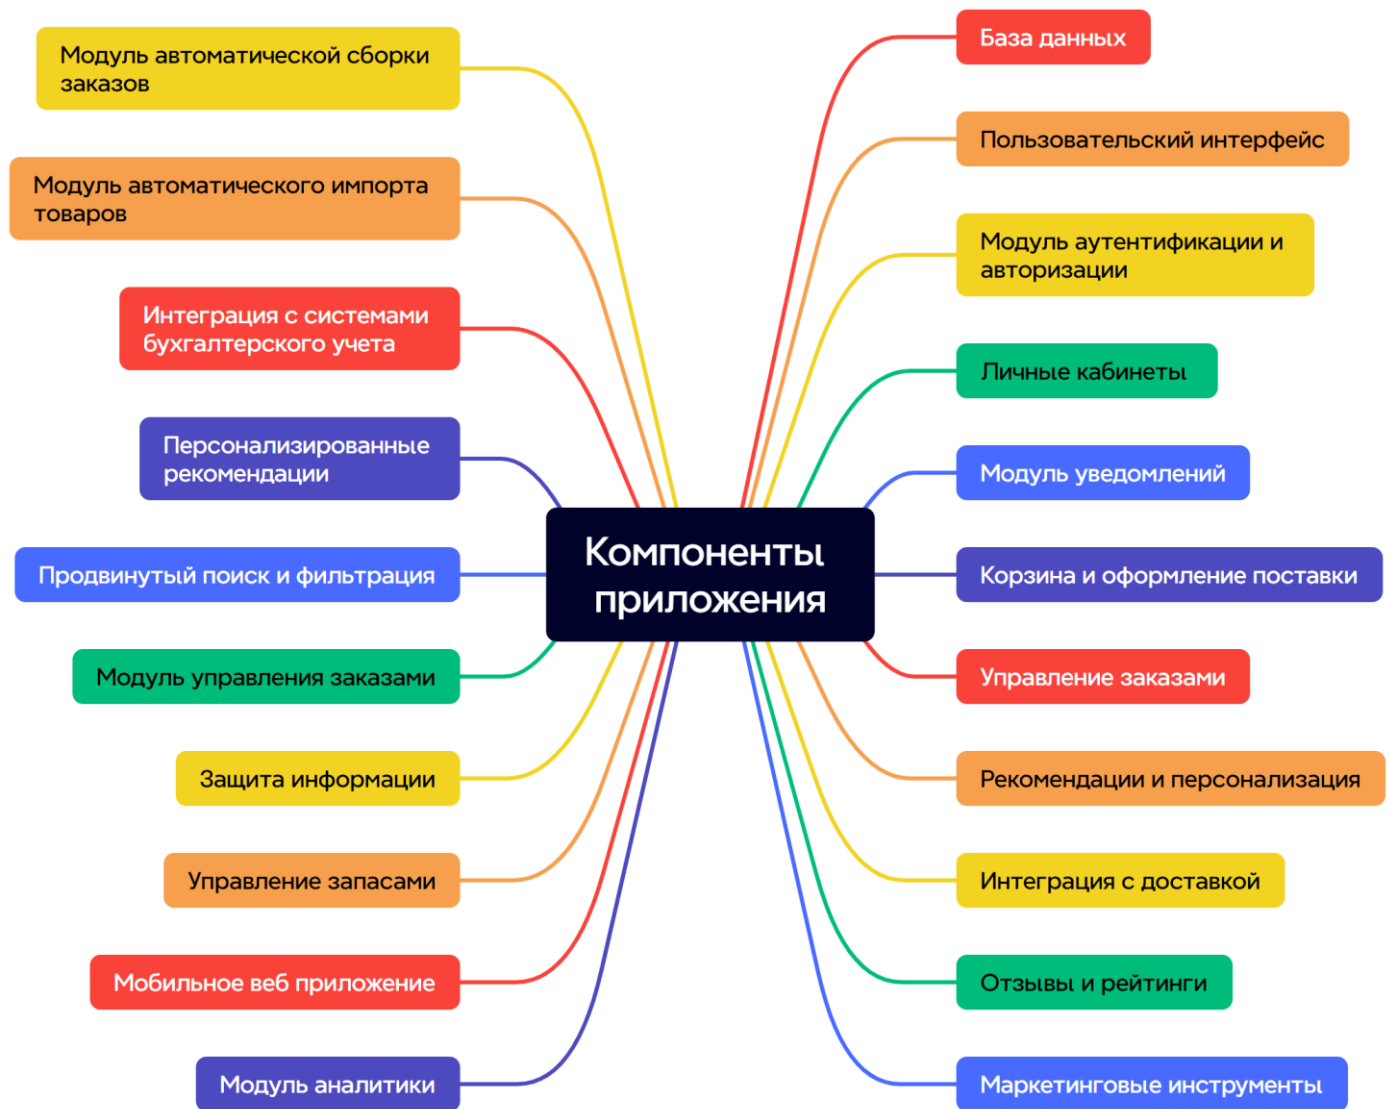 Модуль автоматической сборки
заказов
Модуль автоматического импорта
товаров
Интеграция с системами
бухгалтерского учета
Персонализированные
рекомендации
Продвинутый поиск и фильтрация
Модуль управления заказами
Защита информации
Управление запасами
Мобильное веб приложение
Модуль аналитики
Компоненты
приложения
База данных
Пользовательский интерфейс
Модуль аутентификации и
авторизации
Личные кабинеты
Модуль уведомлений
Корзина и оформление поставки
Управление заказами
Рекомендации и персонализация
Интеграция с доставкой
Отзывы и рейтинги
Маркетинговые инструменты